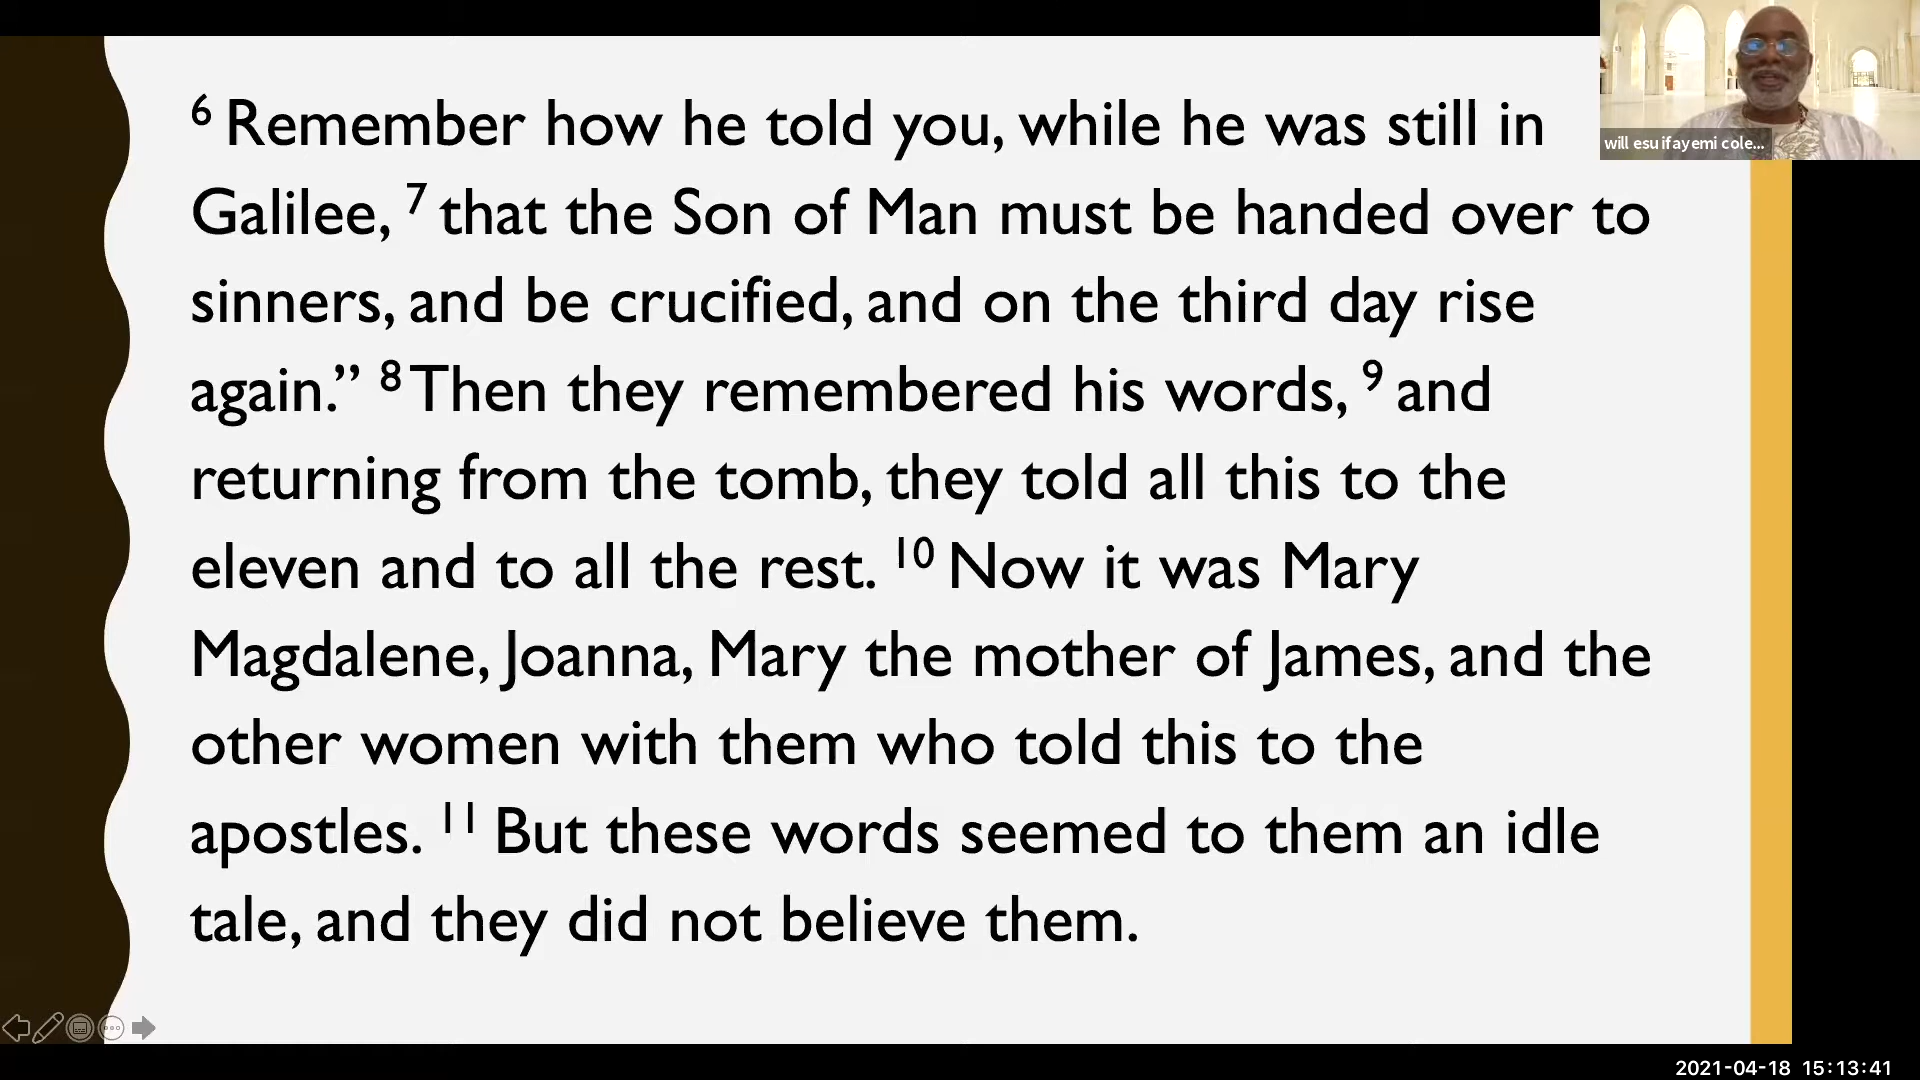 6 Remember how he told you, while he was still in
Galilee, 7 that the Son of Man must be handed over to
sinners, and be crucified, and on the third day rise
again.” 8 Then they remembered his words, 9 and
returning from the tomb, they told all this to the
eleven and to all the rest. 10 Now it was Mary
Magdalene, Joanna, Mary the mother of James, and the
other women with them who told this to the
apostles. 11 But these words seemed to them an idle
tale, and they did not believe them.
will esu ifayemi cole...
2021-04-18 15:13:41